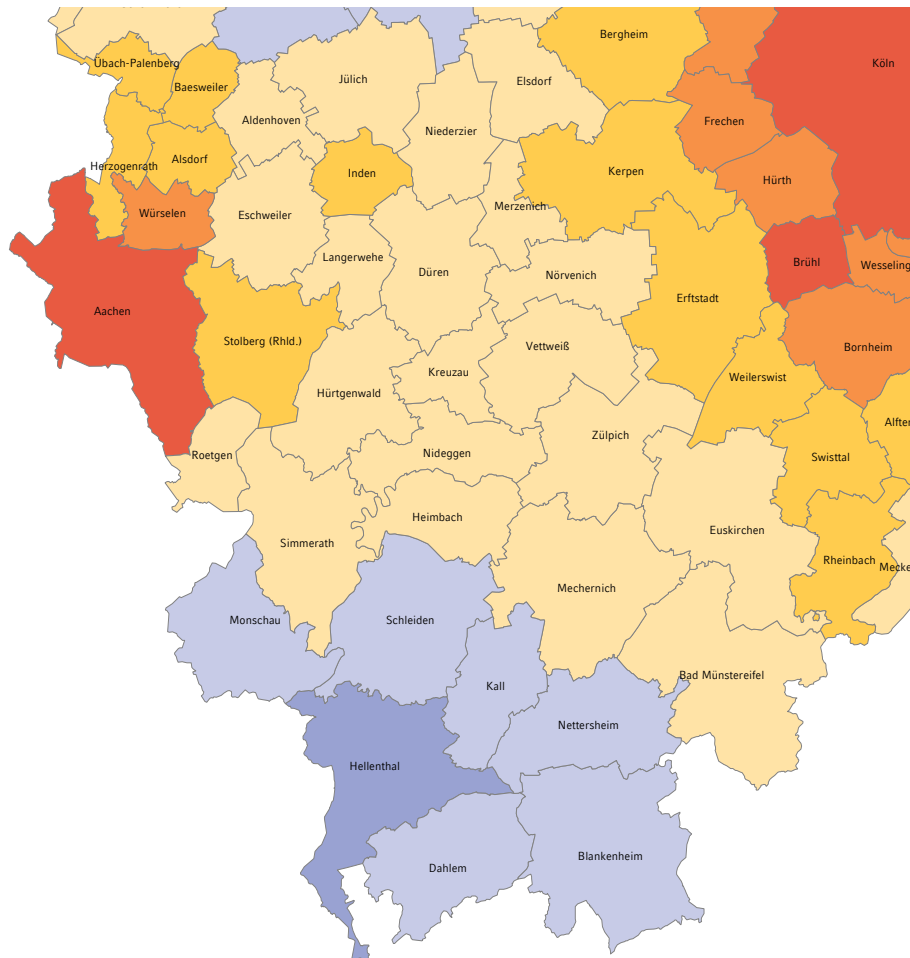 Bergheim
Köln
Übach-Palenberg
Jülich
Elsdorf
Baesweiler
Aldenhoven
Frechen
Niederzier
Herzogenrath
Alsdorf
Inden
Kerpen
Hürth
Würselen
Eschweiler
Merzenich
Langerwehe
Düren
Nörvenich
Brühl
Wesseling
Erftstadt
Aachen
Stolberg (Rhld.)
Vettweiß
Bornheim
Kreuzau
Weilerswist
Hürtgenwald
Alfter
Zülpich
Roetgen
Nideggen
Swisttal
Heimbach
Euskirchen
Simmerath
Rheinbach
Mecke
Mechernich
Monschau
Schleiden
Bad Münstereifel
Kall
Nettersheim
Hellenthal
Blankenheim
Dahlem